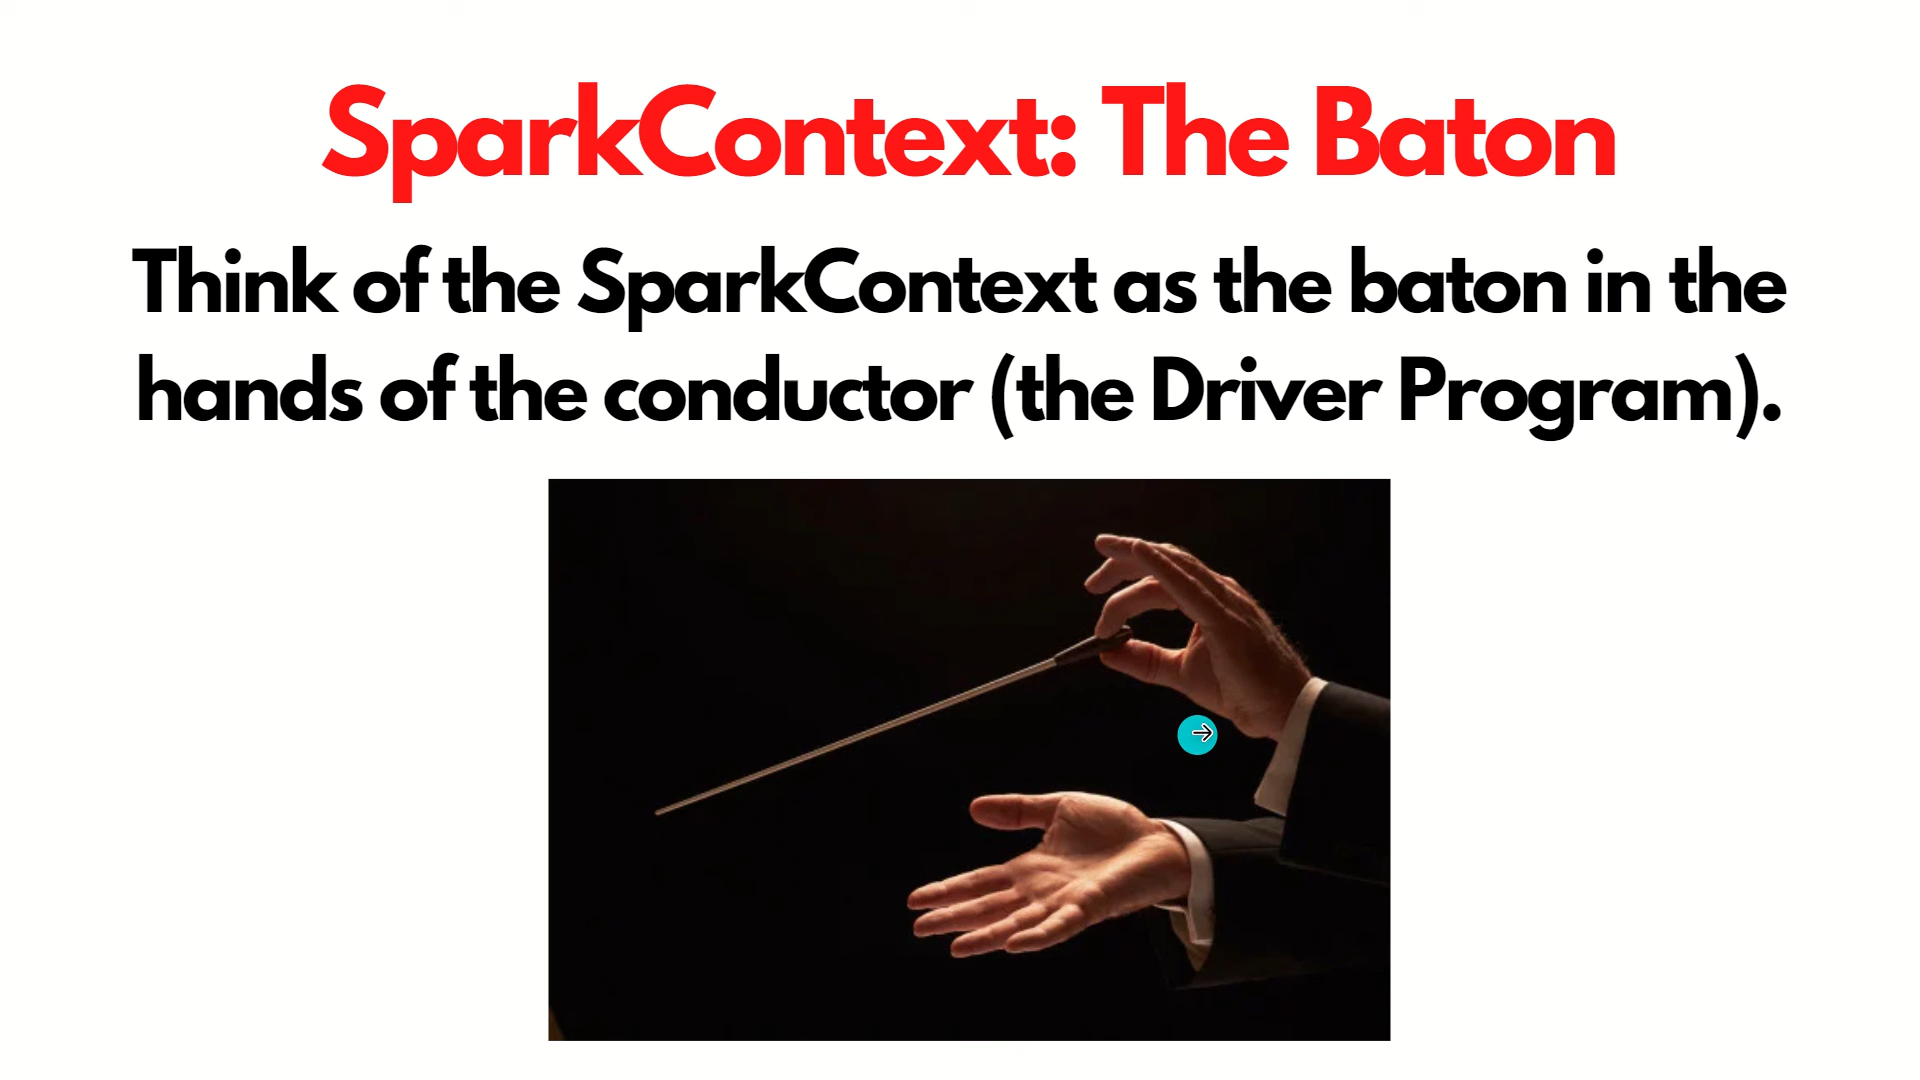 SparkContext: The Baton
Think of the SparkContext as the baton in the
hands of the conductor (the Driver Program).